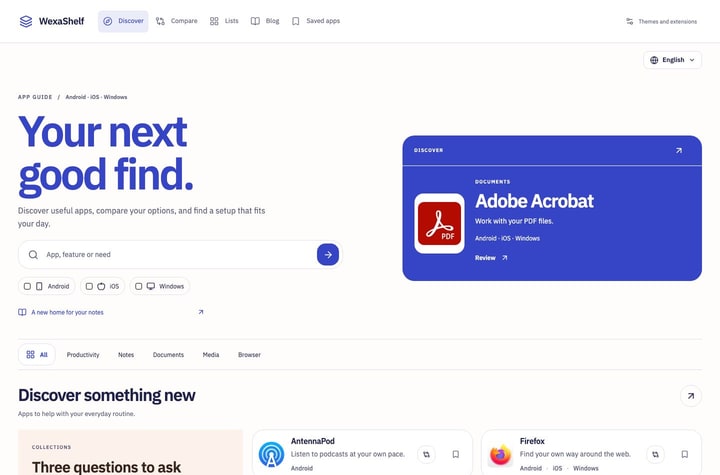 WexaShelf
Discover
Compare
Lists
Blog
Saved apps
Themes and extensions
English
APP GUIDE / Android · iOS · Windows
Your next
good find.
Discover useful apps, compare your options, and find a setup that fits
your day.
App, feature or need
Android
iOS
Windows
A new home for your notes
DISCOVER
DOCUMENTS
Adobe Acrobat
Work with your PDF files.
Android · iOS · Windows
Review
PDF
All
Productivity
Notes
Documents
Media
Browser
Discover something new
Apps to help with your everyday routine.
COLLECTIONS
Three questions to ask
AntennaPod
Listen to podcasts at your own pace.
Android
Firefox
Find your own way around the web.
Android · iOS · Windows